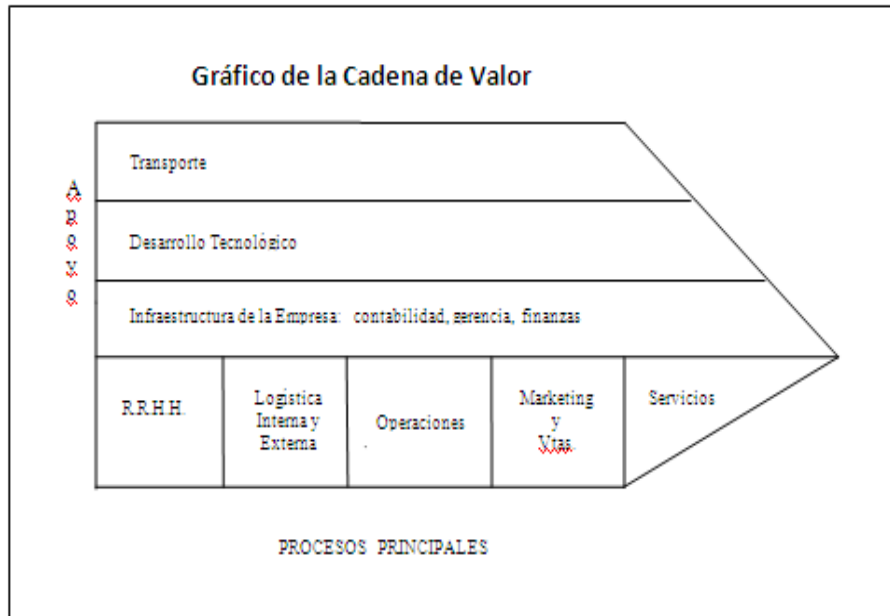 Gráfico de la Cadena de Valor
Apoyo
Transporte
Desarrollo Tecnológico
Infraestructura de la Empresa: contabilidad, gerencia, finanzas
R.R.H.H.
Logística
Interna y
Externa
Operaciones
.
Marketing
y
Vtas.
Servicios
PROCESOS PRINCIPALES